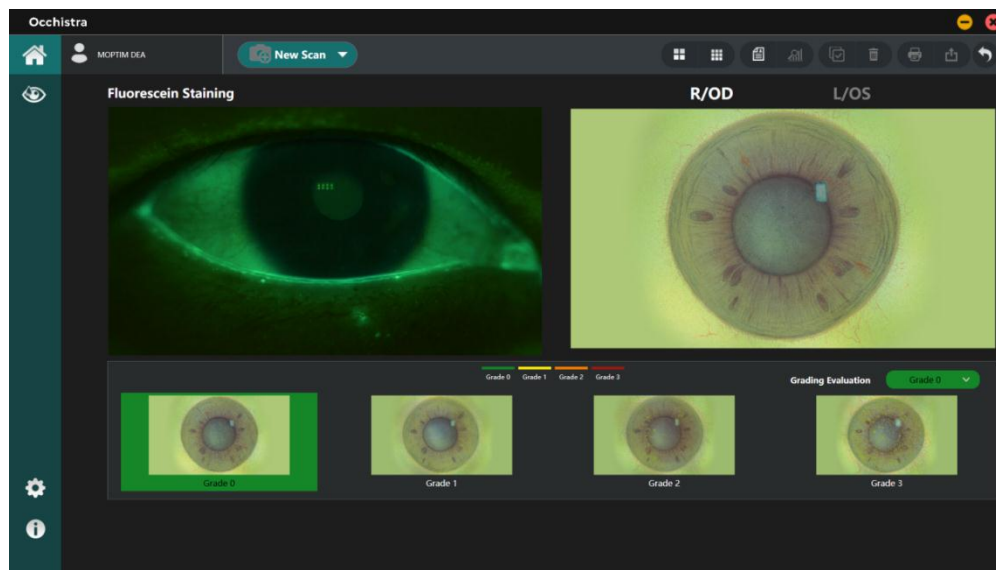 Occhistra
MOPTIM DEA
New Scan
Fluorescein Staining
R/OD L/OS
Grade 0 Grade 1 Grade 2 Grade 3
Grading Evaluation Grade 0
Grade 0 Grade 1 Grade 2 Grade 3